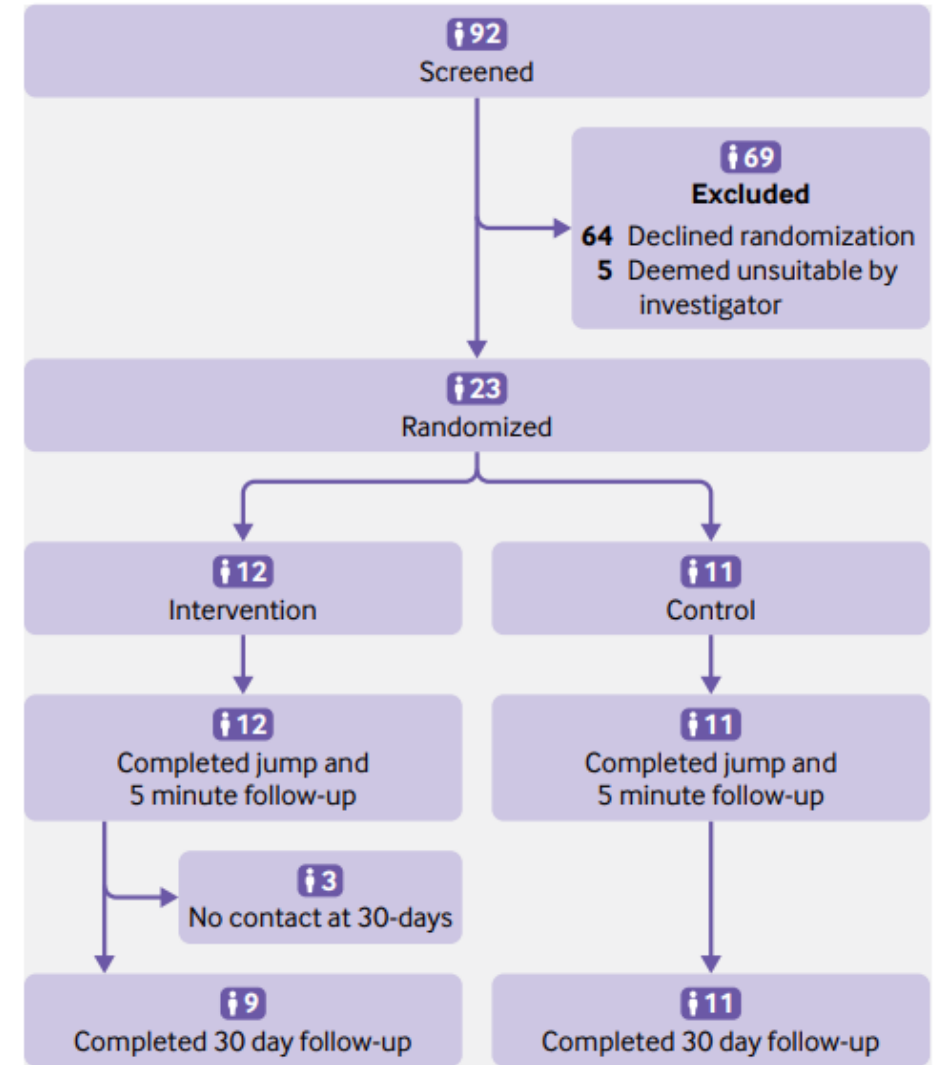 92
Screened
69
Excluded
64 Declined randomization
5 Deemed unsuitable by
investigator
23
Randomized
12
Intervention
11
Control
12
Completed jump and
5 minute follow-up
11
Completed jump and
5 minute follow-up
3
No contact at 30-days
9
Completed 30 day follow-up
11
Completed 30 day follow-up